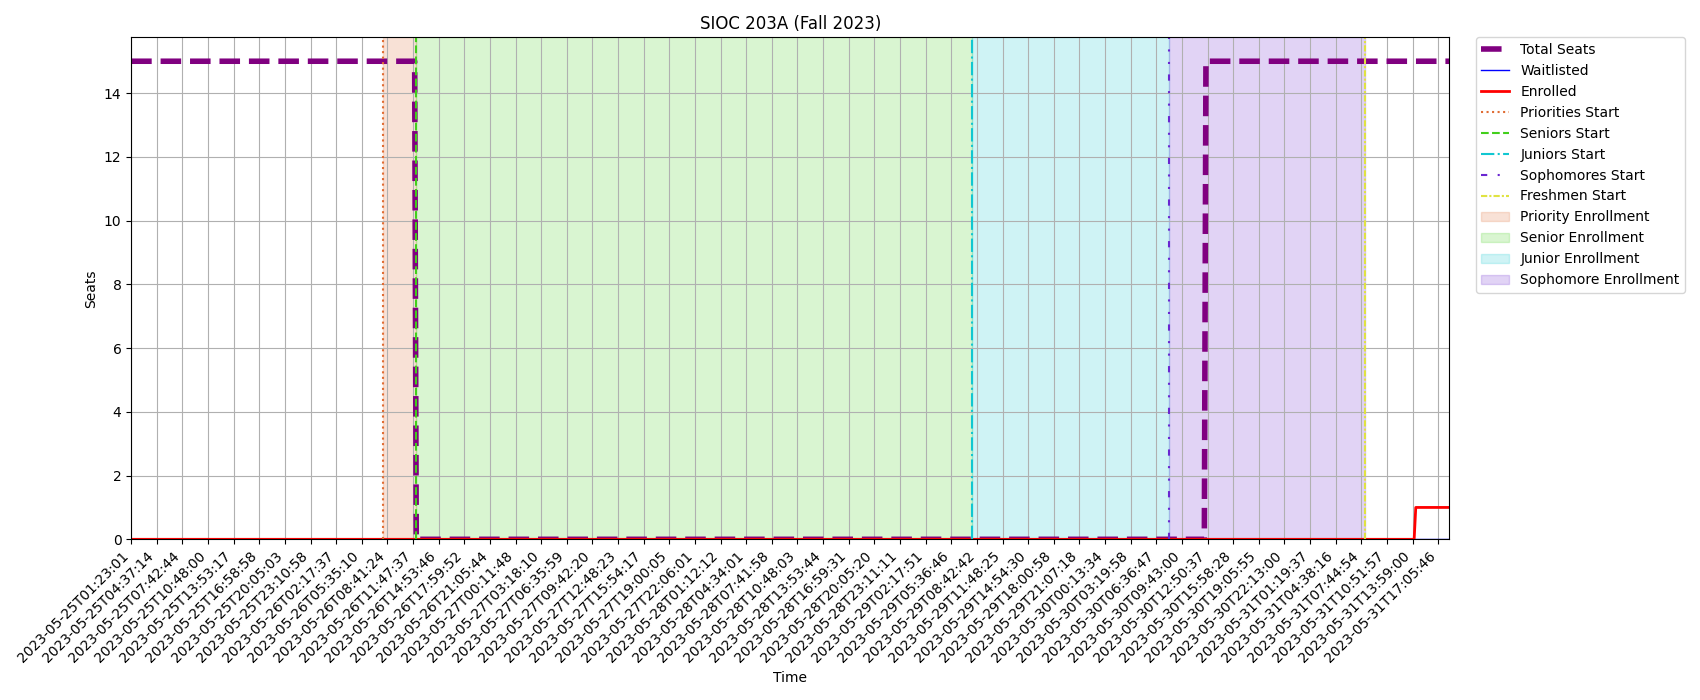 SIOC 203A (Fall 2023)
Total Seats
Waitlisted
Enrolled
Priorities Start
Seniors Start
Juniors Start
Sophomores Start
Freshmen Start
Priority Enrollment
Senior Enrollment
Junior Enrollment
Sophomore Enrollment
Seats
14
12
10
8
6
4
2
0
2023-05-25T01:23:01
2023-05-25T04:37:14
2023-05-25T07:42:44
2023-05-25T10:48:00
2023-05-25T13:53:17
2023-05-25T16:58:58
2023-05-25T20:05:03
2023-05-25T23:10:58
2023-05-26T02:17:37
2023-05-26T05:35:10
2023-05-26T08:41:24
2023-05-26T11:47:37
2023-05-26T14:53:46
2023-05-26T17:59:52
2023-05-26T21:05:44
2023-05-27T00:11:48
2023-05-27T03:18:10
2023-05-27T06:35:59
2023-05-27T09:42:20
2023-05-27T12:48:23
2023-05-27T15:54:17
2023-05-27T19:00:05
2023-05-27T22:06:01
2023-05-28T01:12:12
2023-05-28T04:34:01
2023-05-28T07:41:58
2023-05-28T10:48:03
2023-05-28T13:53:44
2023-05-28T16:59:31
2023-05-28T20:05:20
2023-05-28T23:11:11
2023-05-29T02:17:51
2023-05-29T05:36:46
2023-05-29T08:42:42
2023-05-29T11:48:25
2023-05-29T14:54:30
2023-05-29T18:00:58
2023-05-29T21:07:18
2023-05-30T00:13:34
2023-05-30T03:19:58
2023-05-30T06:36:47
2023-05-30T09:43:00
2023-05-30T12:50:37
2023-05-30T15:58:28
2023-05-30T19:05:55
2023-05-30T22:13:00
2023-05-31T01:19:37
2023-05-31T04:38:16
2023-05-31T07:44:54
2023-05-31T10:51:57
2023-05-31T13:59:00
2023-05-31T17:05:46
Time